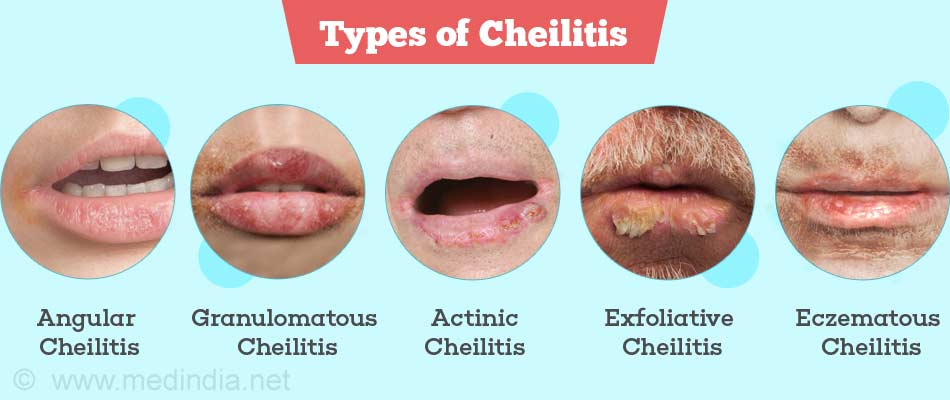 Types of Cheilitis
Angular
Cheilitis
Granulomatous
Cheilitis
Actinic
Cheilitis
Exfoliative
Cheilitis
Eczematous
Cheilitis
© www.medindia.net